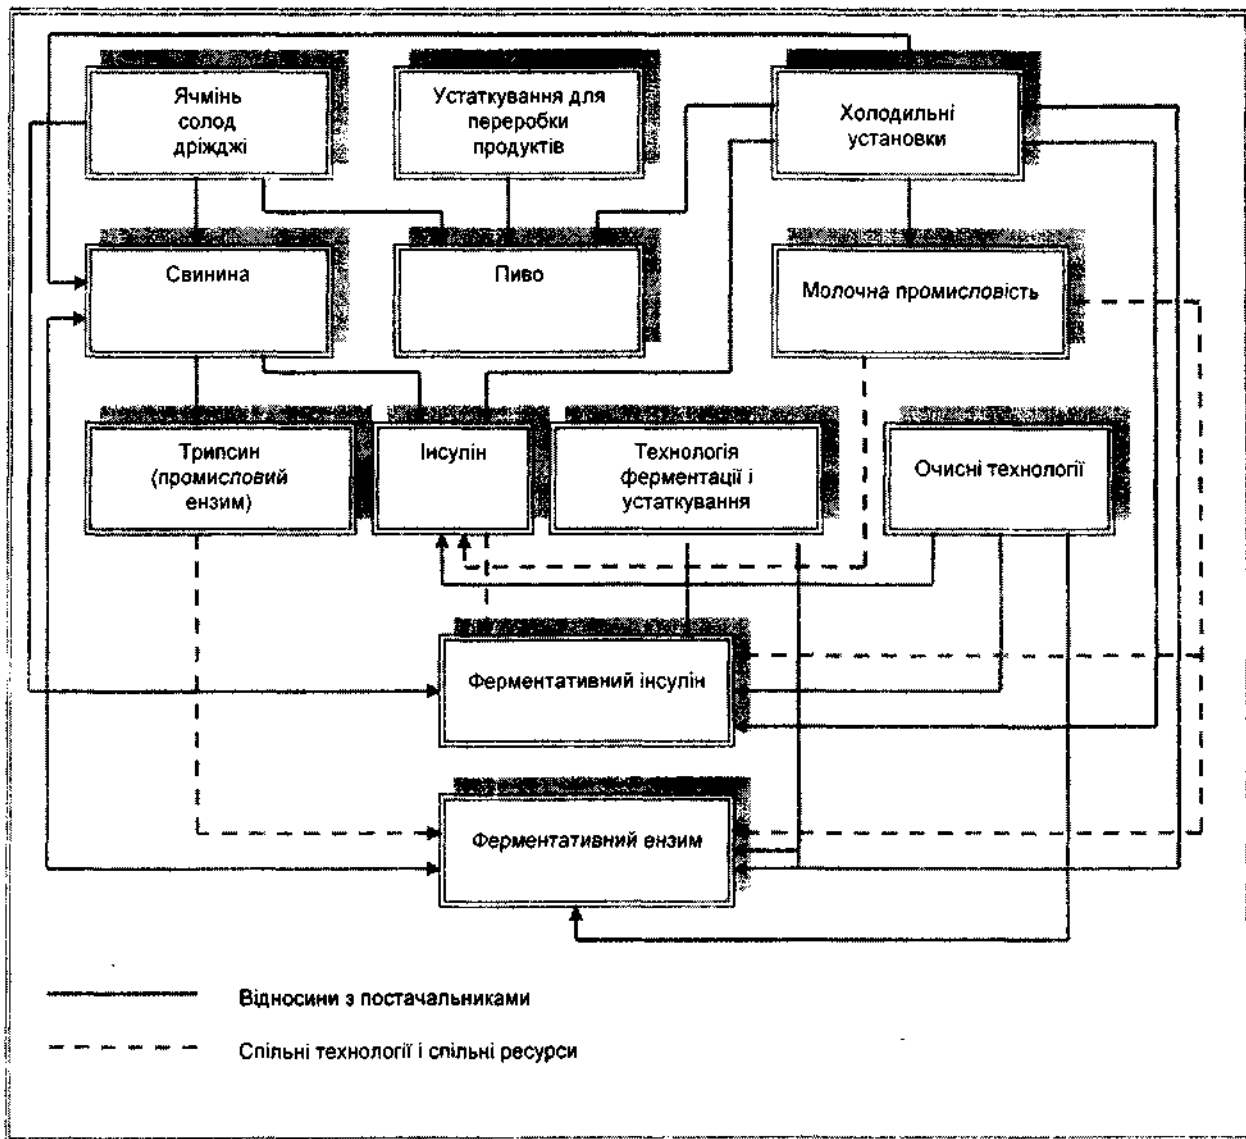 Ячмінь
солод
дріжджі
Устаткування для
переробки
продуктів
Холодильні
установки
Свинина
Пиво
Молочна промисловість
Трипсин
(промисловий
ензим)
Інсулін
Технологія
ферментації і
устаткування
Очисні технології
Ферментативний інсулін
Ферментативний ензим
Відносини з постачальниками
Спільні технології і спільні ресурси